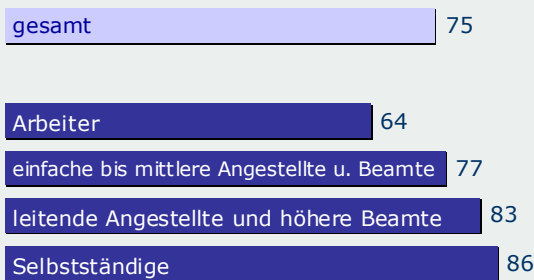 gesamt 75
Arbeiter 64
einfache bis mittlere Angestellte u. Beamte 77
leitende Angestellte und höhere Beamte 83
Selbstständige 86